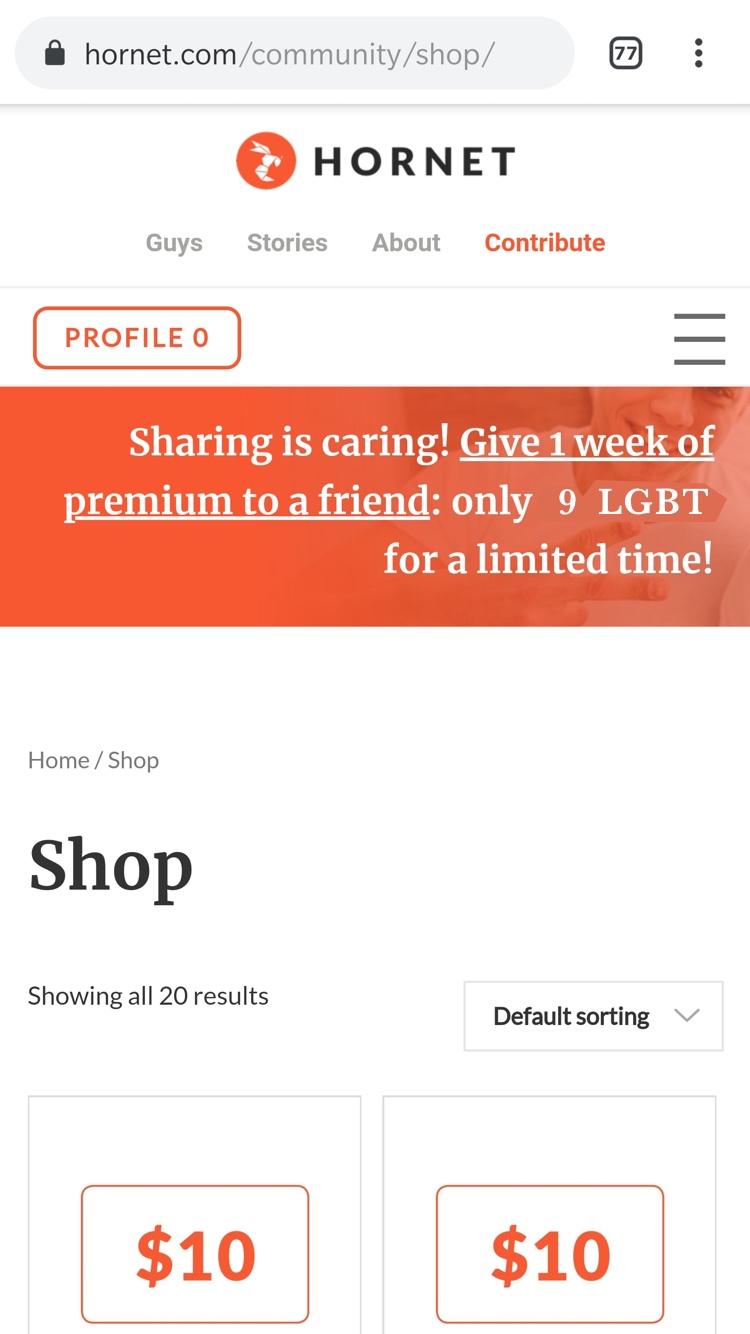 hornet.com/community/shop/
77
HORNET
Guys Stories About Contribute
PROFILE 0
Sharing is caring! Give 1 week of
premium to a friend: only 9 LGBT
for a limited time!
Home / Shop
Shop
Showing all 20 results
Default sorting
$10 $10